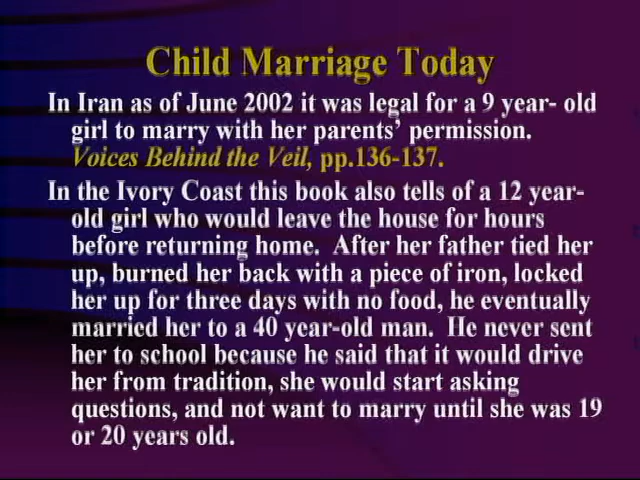 Child Marriage Today
In Iran as of June 2002 it was legal for a 9 year- old
girl to marry with her parents’ permission.
Voices Behind the Veil, pp.136-137.
In the Ivory Coast this book also tells of a 12 year-
old girl who would leave the house for hours
before returning home.  After her father tied her
up, burned her back with a piece of iron, locked
her up for three days with no food, he eventually
married her to a 40 year-old man.  He never sent
her to school because he said that it would drive
her from tradition, she would start asking
questions, and not want to marry until she was 19
or 20 years old.